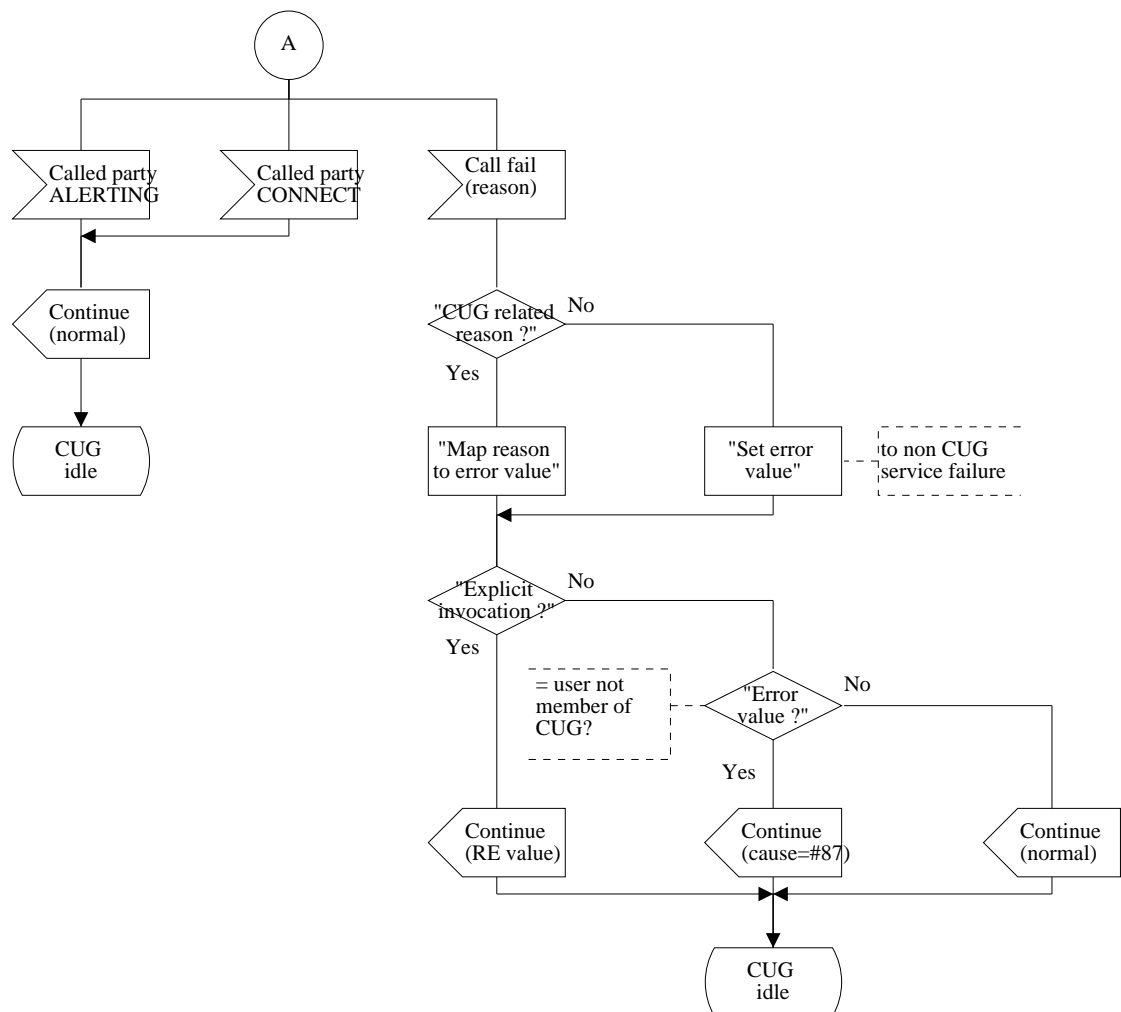 A
Called party
ALERTING
Called party
CONNECT
Call fail
(reason)
Continue
(normal)
"CUG related
reason ?"
No
Yes
CUG
idle
"Map reason
to error value"
"Set error
value"
to non CUG
service failure
"Explicit
invocation ?"
No
Yes
= user not
member of
CUG?
"Error
value ?"
No
Yes
Continue
(RE value)
Continue
(cause=#87)
Continue
(normal)
CUG
idle